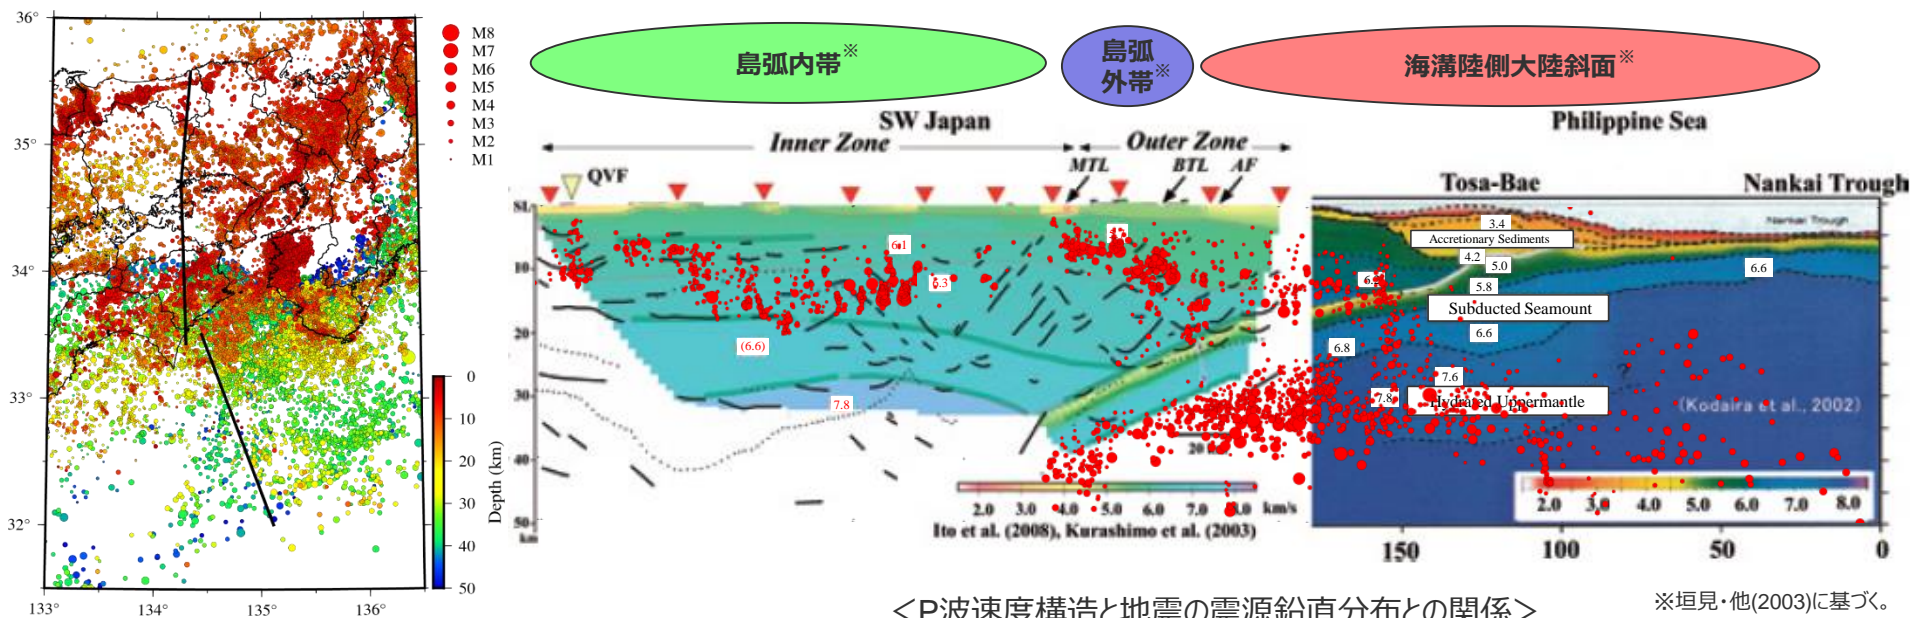 36°
35°
34°
33°
32°
133°
134°
135°
136°
M8
M7
M6
M5
M4
M3
M2
M1
0
10
20
30
40
50
Depth (km)
島弧内帯※
島弧
外帯※
海溝陸側大陸斜面※
SW Japan
Philippine Sea
Inner Zone
Outer Zone
MTL
BTL
AF
QVF
Tosa-Bae
Nankai Trough
SL
10
20
30
40
50
km
6.1
6.3
(6.6)
7.8
20
2.0 3.0 4.0 5.0 6.0 7.0 8.0 km/s
Ito et al. (2008), Kurashimo et al. (2003)
Nankai Trough
3.4
Accretionary Sediments
4.2
5.0
5.8
6.6
Subducted Seamount
6.6
6.8
7.6
7.8
Hydrated Uppermantle
?
(Kodaira et al., 2002)
2.0 3.0 4.0 5.0 6.0 7.0 8.0
150
100
50
0
＜P波速度構造と地震の震源鉛直分布との関係＞
※垣見・他(2003)に基づく。